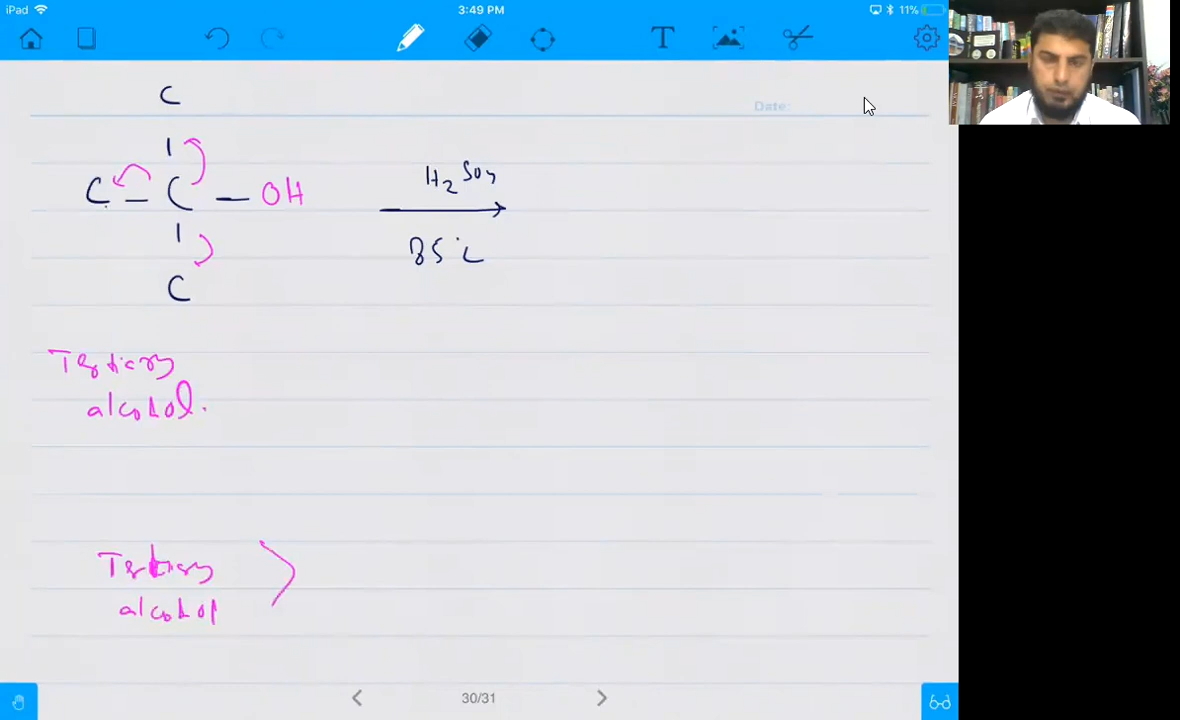 iPad 3:49 PM 11%
T
Date:
C
|
C — C — OH
|
C
H2SO4
85°C
Tertiary
alcohol.
Tertiary >
alcohol
30/31